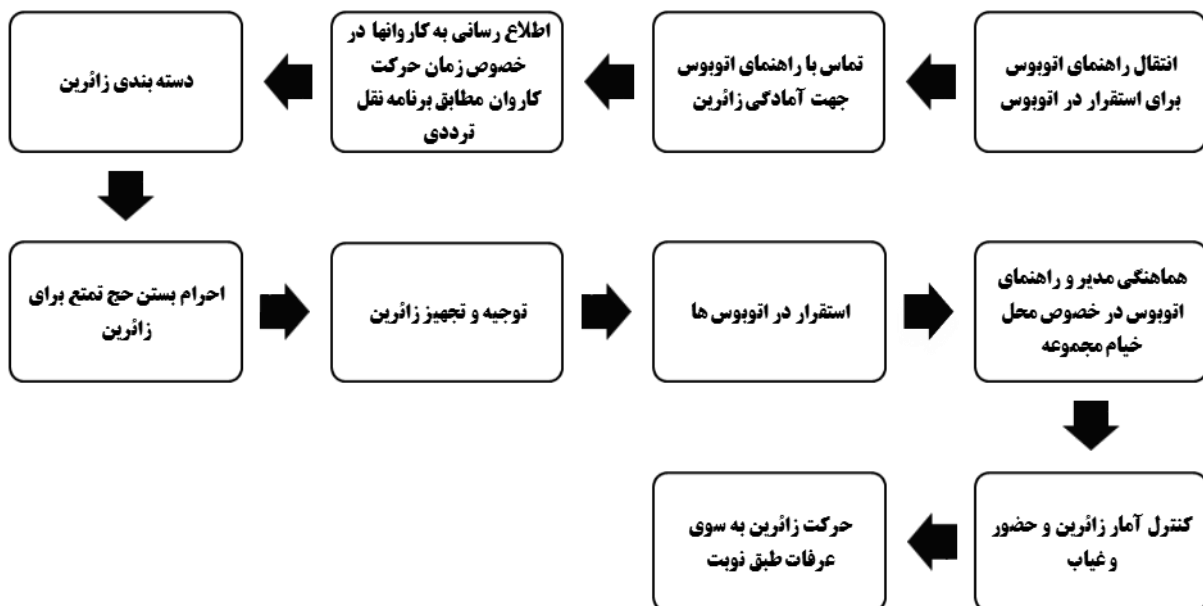 انتقال راهنمای اتوبوس
برای استقرار در اتوبوس
تماس با راهنمای اتوبوس
جهت آمادگی زائرین
اطلاع رسانی به کاروانها در
خصوص زمان حرکت
کاروان مطابق برنامه نقل
ترددی
دسته بندی زائرین
احرام بستن حج تمتع برای
زائرین
توجیه و تجهیز زائرین
استقرار در اتوبوس ها
هماهنگی مدیر و راهنمای
اتوبوس در خصوص محل
خیام مجموعه
کنترل آمار زائرین و حضور
و غیاب
حرکت زائرین به سوی
عرفات طبق نوبت